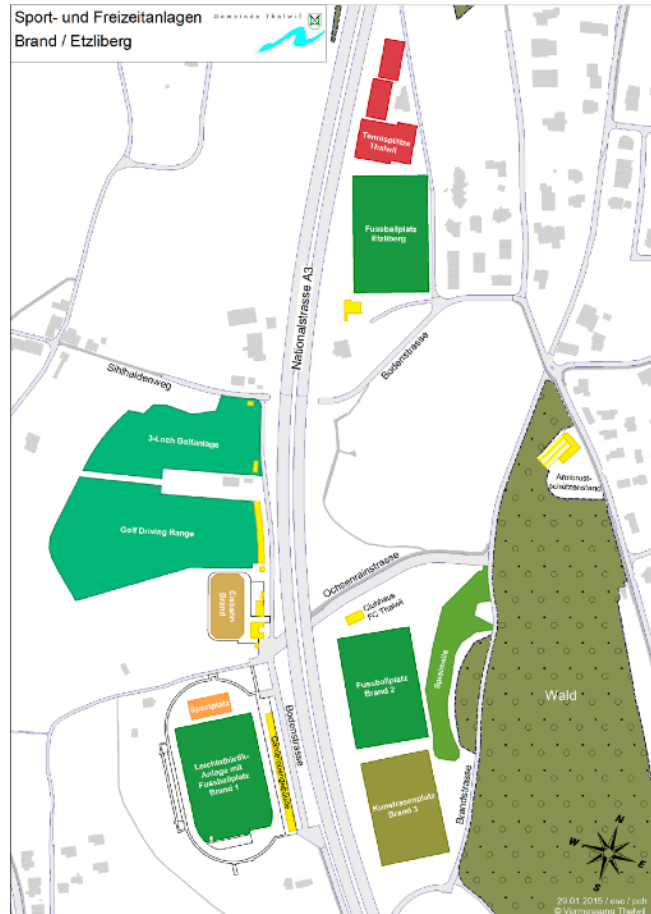 Sport- und Freizeitanlagen
Gemeinde Thalwil
Brand / Etzliberg
Tennisplätze
Thalwil
Fussballplatz
Etzliberg
Nationalstrasse A3
Bodenstrasse
Sihlhaldenweg
3-Loch Golfanlage
Armbrust-
schützenstand
Golf Driving Range
Ochsenrainstrasse
Eisbahn
Brand
Clubhaus
FC Thalwil
Spielwiese
Fussballplatz
Brand 2
Wald
Sportplatz
Bodenstrasse
Leichtathletik-
Anlage mit
Fussballplatz
Brand 1
Garderobengebäude
Kunstrasenplatz
Brand 3
Brandstrasse
N
W
E
S
29.01.2015 / esc / pch
© Vermessung Thalwil